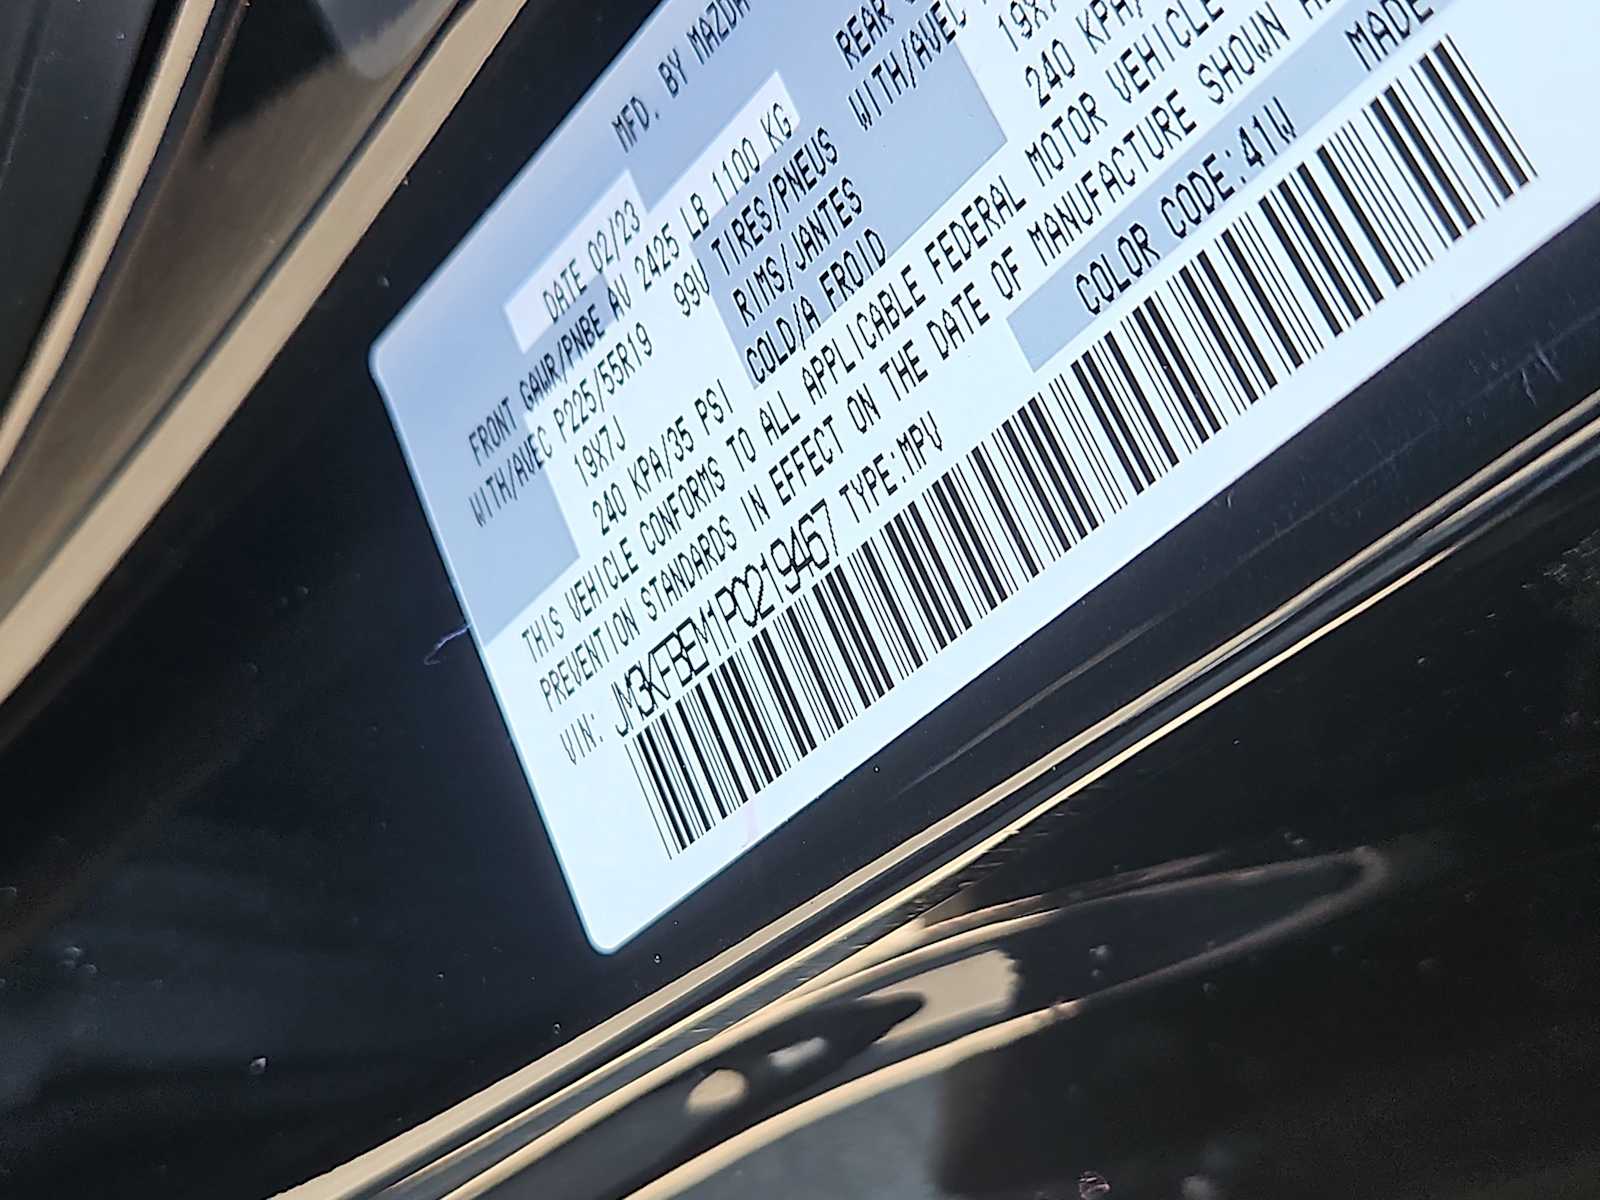 MFD. BY MAZDA
DATE 02/23
FRONT GAWR/PNBE AV 2425 LB 1100 KG
REAR
WITH/AVEC P225/55R19 99V TIRES/PNEUS WITH/AVEC
19X7J RIMS/JANTES 19X7
240 KPA/35 PSI COLD/A FROID 240 KPA/
THIS VEHICLE CONFORMS TO ALL APPLICABLE FEDERAL MOTOR VEHICLE
PREVENTION STANDARDS IN EFFECT ON THE DATE OF MANUFACTURE SHOWN
VIN: JM3KFBEM1P0219467 TYPE:MPV COLOR CODE:41W MADE